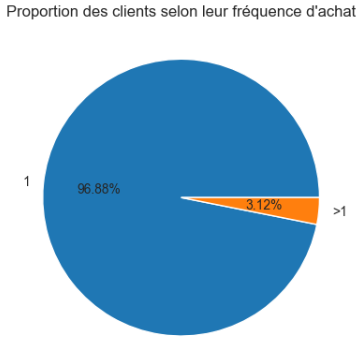 Proportion des clients selon leur fréquence d'achat
1
96.88%
3.12%
>1